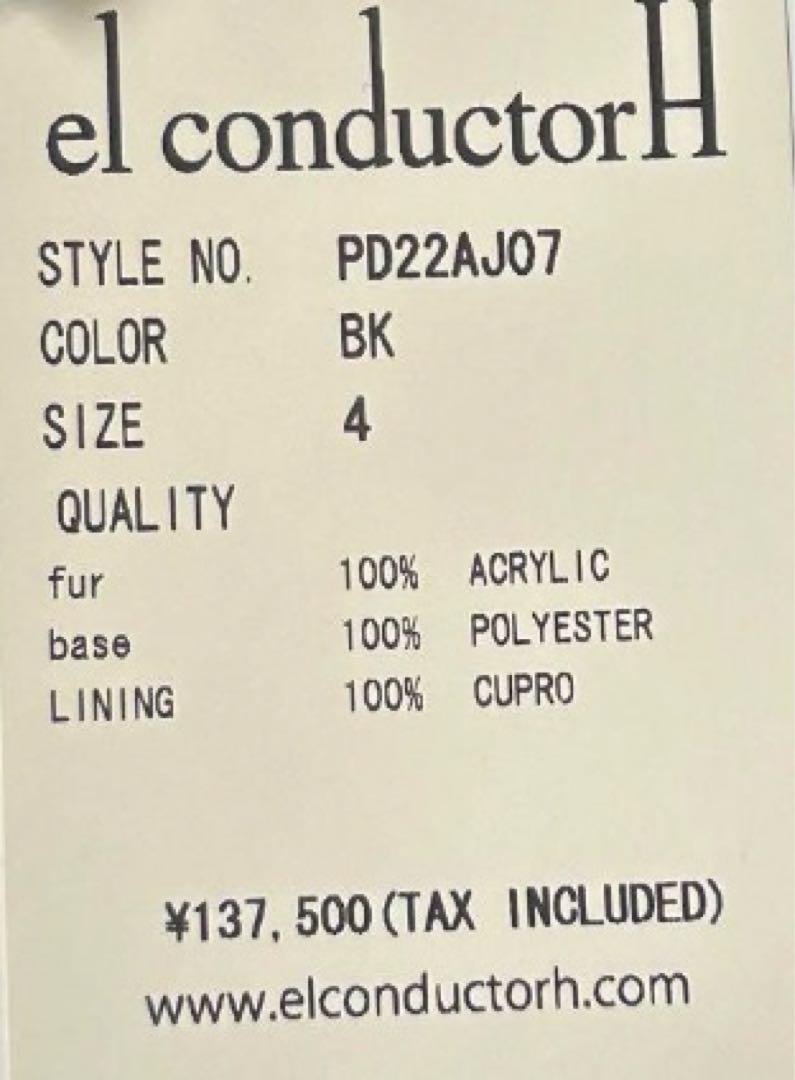 el conductorH
STYLE NO. PD22AJ07
COLOR BK
SIZE 4
QUALITY
fur 100% ACRYLIC
base 100% POLYESTER
LINING 100% CUPRO
¥137,500(TAX INCLUDED)
www.elconductorh.com